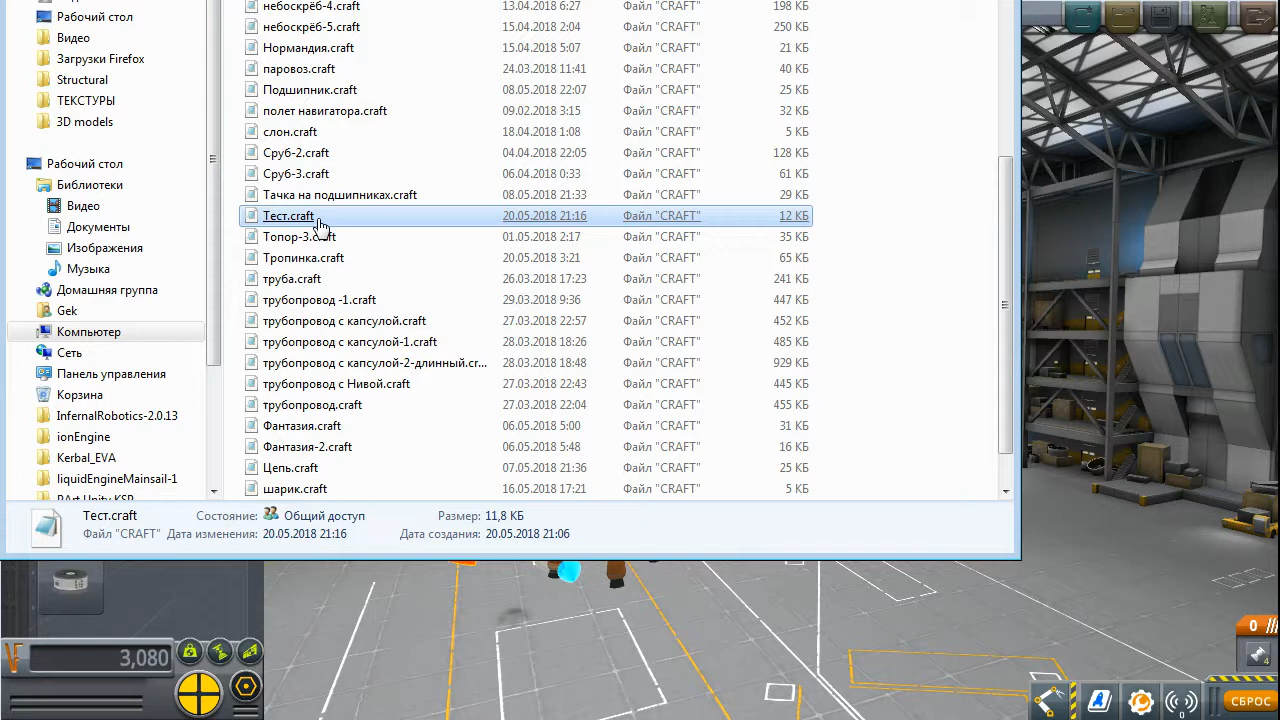 Рабочий стол
Видео
Загрузки Firefox
Structural
ТЕКСТУРЫ
3D models
Рабочий стол
Библиотеки
Видео
Документы
Изображения
Музыка
Домашняя группа
Gek
Компьютер
Сеть
Панель управления
Корзина
InfernalRobotics-2.0.13
ionEngine
Kerbal_EVA
liquidEngineMainsail-1
PArt Unity KSP
небоскрёб-4.craft 13.04.2018 6:27 Файл "CRAFT" 198 КБ
небоскрёб-5.craft 15.04.2018 2:04 Файл "CRAFT" 250 КБ
Нормандия.craft 15.04.2018 5:07 Файл "CRAFT" 21 КБ
паровоз.craft 24.03.2018 11:41 Файл "CRAFT" 40 КБ
Подшипник.craft 08.05.2018 22:07 Файл "CRAFT" 25 КБ
полет навигатора.craft 09.02.2018 3:15 Файл "CRAFT" 32 КБ
слон.craft 18.04.2018 1:08 Файл "CRAFT" 5 КБ
Сруб-2.craft 04.04.2018 22:05 Файл "CRAFT" 128 КБ
Сруб-3.craft 06.04.2018 0:33 Файл "CRAFT" 61 КБ
Тачка на подшипниках.craft 08.05.2018 21:33 Файл "CRAFT" 29 КБ
Тест.craft 20.05.2018 21:16 Файл "CRAFT" 12 КБ
Топор-3.craft 01.05.2018 2:17 Файл "CRAFT" 35 КБ
Тропинка.craft 20.05.2018 3:21 Файл "CRAFT" 65 КБ
труба.craft 26.03.2018 17:23 Файл "CRAFT" 241 КБ
трубопровод -1.craft 29.03.2018 9:36 Файл "CRAFT" 447 КБ
трубопровод с капсулой.craft 27.03.2018 22:57 Файл "CRAFT" 452 КБ
трубопровод с капсулой-1.craft 28.03.2018 18:26 Файл "CRAFT" 485 КБ
трубопровод с капсулой-2-длинный.cr... 28.03.2018 18:48 Файл "CRAFT" 929 КБ
трубопровод с Нивой.craft 27.03.2018 22:43 Файл "CRAFT" 445 КБ
трубопровод.craft 27.03.2018 22:04 Файл "CRAFT" 455 КБ
Фантазия.craft 06.05.2018 5:00 Файл "CRAFT" 31 КБ
Фантазия-2.craft 06.05.2018 5:48 Файл "CRAFT" 16 КБ
Цепь.craft 07.05.2018 21:36 Файл "CRAFT" 25 КБ
шарик.craft 16.05.2018 17:21 Файл "CRAFT" 5 КБ
Тест.craft Состояние: Общий доступ Размер: 11,8 КБ
Файл "CRAFT" Дата изменения: 20.05.2018 21:16 Дата создания: 20.05.2018 21:06
3,080
0
4
СБРОС